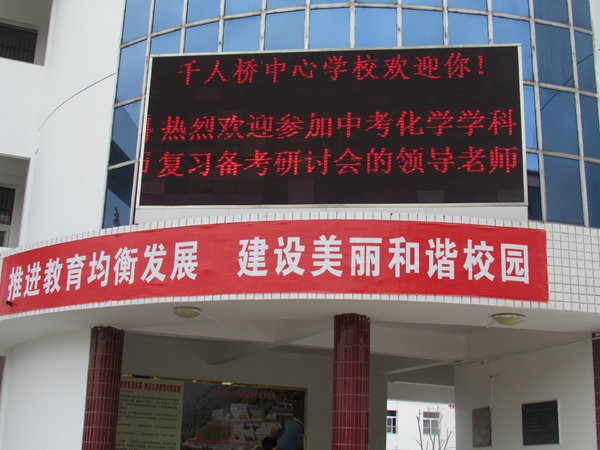 千人桥中心学校欢迎你！
热烈欢迎参加中考化学学科
复习备考研讨会的领导老师
推进教育均衡发展 建设美丽和谐校园